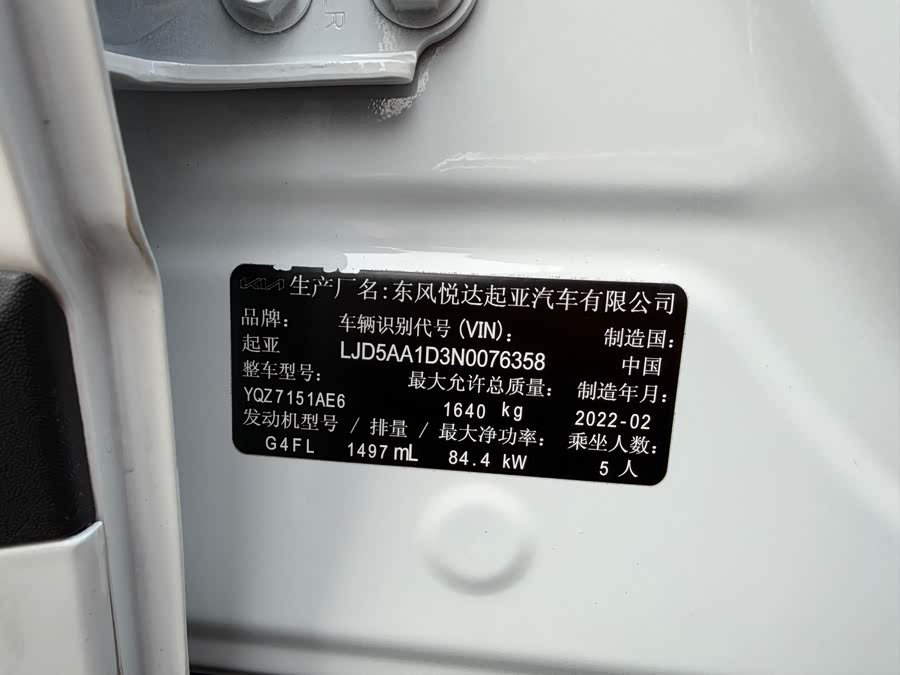 LR
KIA 生产厂名:东风悦达起亚汽车有限公司
品牌: 车辆识别代号(VIN): 制造国:
起亚 LJD5AA1D3N0076358 中国
整车型号: 最大允许总质量: 制造年月:
YQZ7151AE6 1640 kg 2022-02
发动机型号 / 排量 / 最大净功率: 乘坐人数:
G4FL 1497 mL 84.4 kW 5 人